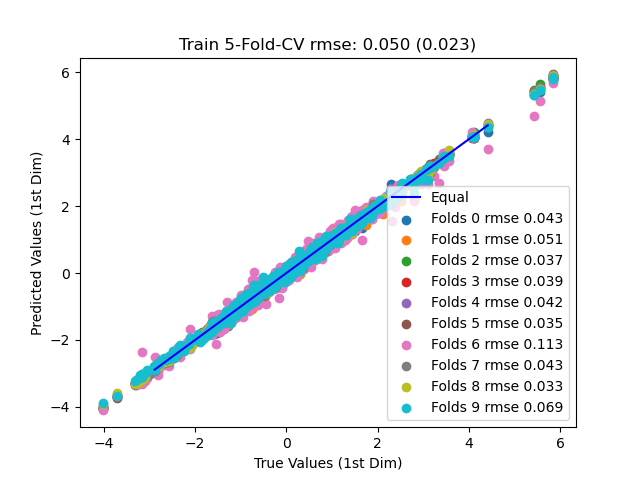 Train 5-Fold-CV rmse: 0.050 (0.023)
Predicted Values (1st Dim)
6
4
2
0
−2
−4
Equal
Folds 0 rmse 0.043
Folds 1 rmse 0.051
Folds 2 rmse 0.037
Folds 3 rmse 0.039
Folds 4 rmse 0.042
Folds 5 rmse 0.035
Folds 6 rmse 0.113
Folds 7 rmse 0.043
Folds 8 rmse 0.033
Folds 9 rmse 0.069
−4 −2 0 2 4 6
True Values (1st Dim)